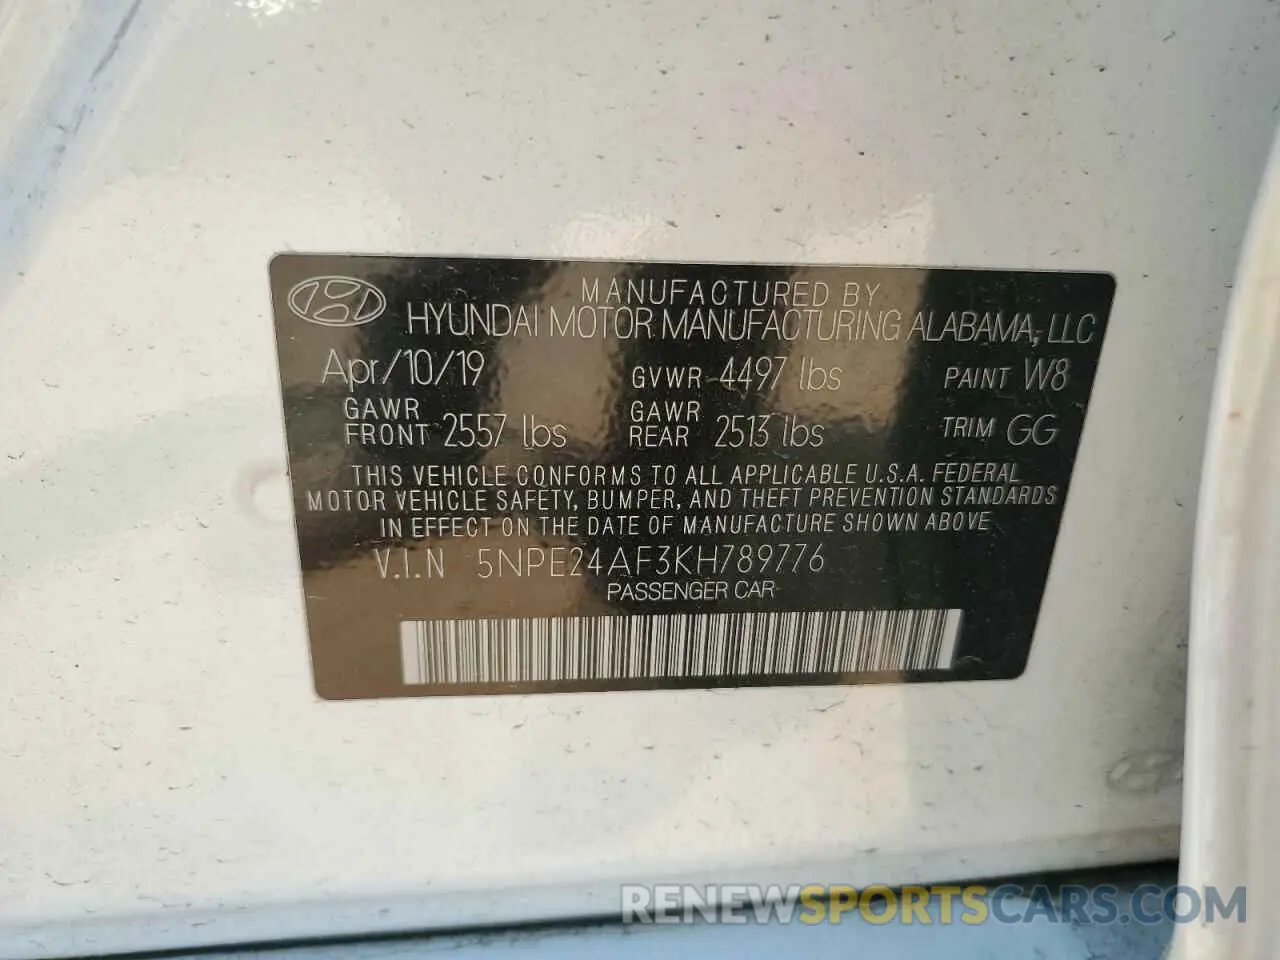 MANUFACTURED BY
HYUNDAI MOTOR MANUFACTURING ALABAMA, LLC
Apr/10/19 GVWR 4497 lbs PAINT W8
GAWR FRONT 2557 lbs GAWR REAR 2513 lbs TRIM GG
THIS VEHICLE CONFORMS TO ALL APPLICABLE U.S.A. FEDERAL
MOTOR VEHICLE SAFETY, BUMPER, AND THEFT PREVENTION STANDARDS
IN EFFECT ON THE DATE OF MANUFACTURE SHOWN ABOVE
V.I.N 5NPE24AF3KH789776
PASSENGER CAR
RENEWSPORTSCARS.COM